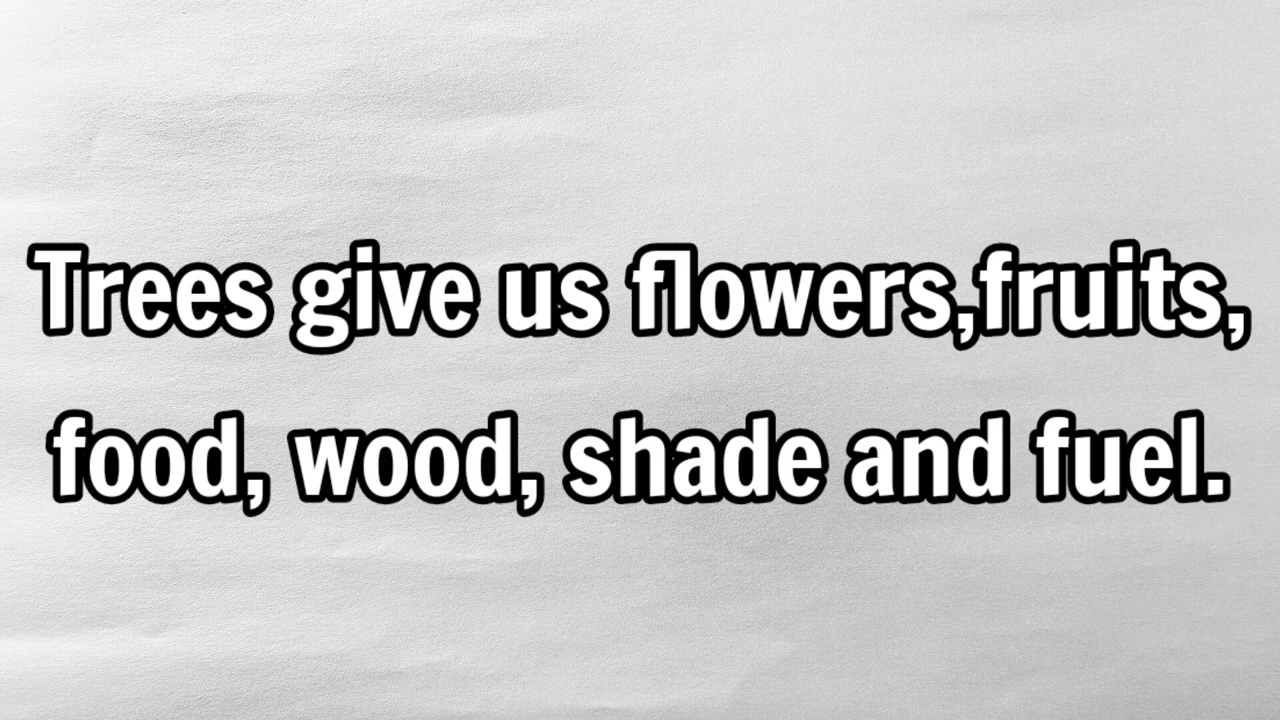 Trees give us flowers,fruits,
food, wood, shade and fuel.